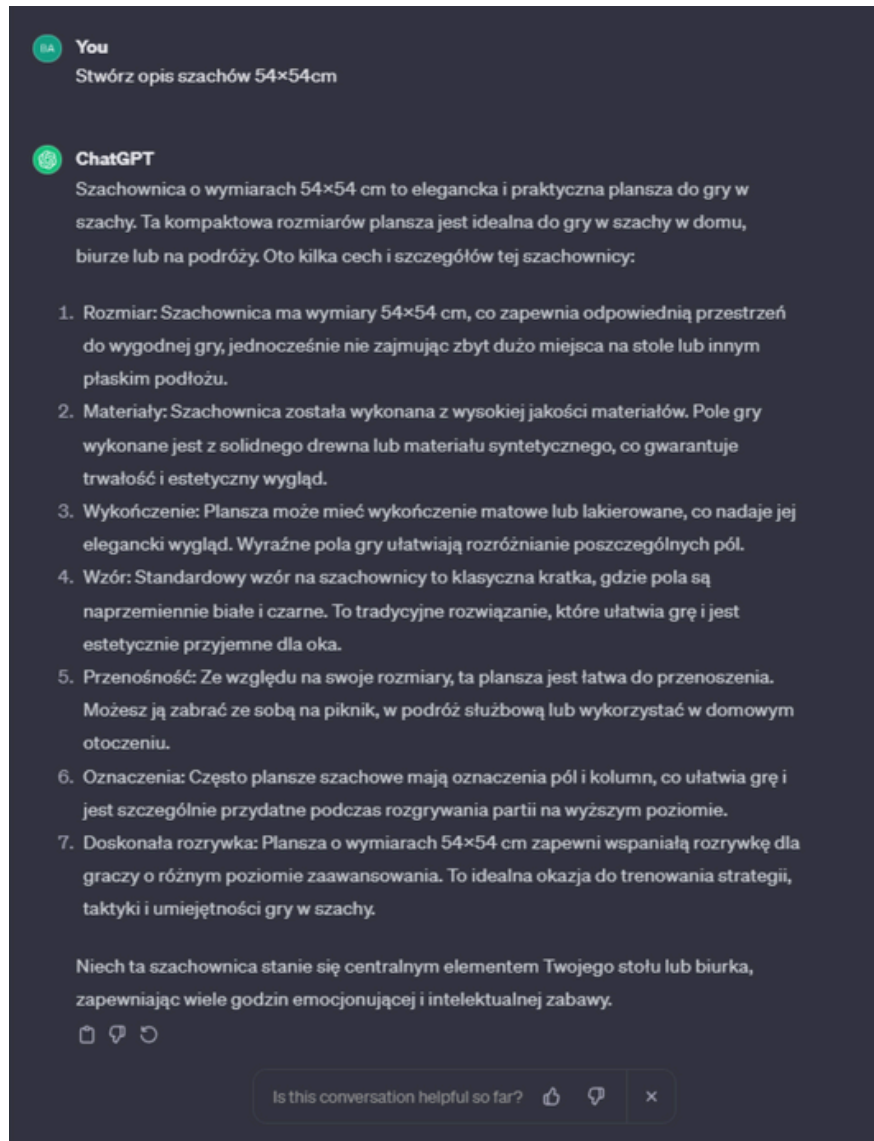 BA You
Stwórz opis szachów 54×54cm
ChatGPT
Szachownica o wymiarach 54×54 cm to elegancka i praktyczna plansza do gry w
szachy. Ta kompaktowa rozmiarów plansza jest idealna do gry w szachy w domu,
biurze lub na podróży. Oto kilka cech i szczegółów tej szachownicy:
1. Rozmiar: Szachownica ma wymiary 54×54 cm, co zapewnia odpowiednią przestrzeń
do wygodnej gry, jednocześnie nie zajmując zbyt dużo miejsca na stole lub innym
płaskim podłożu.
2. Materiały: Szachownica została wykonana z wysokiej jakości materiałów. Pole gry
wykonane jest z solidnego drewna lub materiału syntetycznego, co gwarantuje
trwałość i estetyczny wygląd.
3. Wykończenie: Plansza może mieć wykończenie matowe lub lakierowane, co nadaje jej
elegancki wygląd. Wyraźne pola gry ułatwiają rozróżnianie poszczególnych pól.
4. Wzór: Standardowy wzór na szachownicy to klasyczna kratka, gdzie pola są
naprzemiennie białe i czarne. To tradycyjne rozwiązanie, które ułatwia grę i jest
estetycznie przyjemne dla oka.
5. Przenośność: Ze względu na swoje rozmiary, ta plansza jest łatwa do przenoszenia.
Możesz ją zabrać ze sobą na piknik, w podróż służbową lub wykorzystać w domowym
otoczeniu.
6. Oznaczenia: Często plansze szachowe mają oznaczenia pól i kolumn, co ułatwia grę i
jest szczególnie przydatne podczas rozgrywania partii na wyższym poziomie.
7. Doskonała rozrywka: Plansza o wymiarach 54×54 cm zapewni wspaniałą rozrywkę dla
graczy o różnym poziomie zaawansowania. To idealna okazja do trenowania strategii,
taktyki i umiejętności gry w szachy.
Niech ta szachownica stanie się centralnym elementem Twojego stołu lub biurka,
zapewniając wiele godzin emocjonującej i intelektualnej zabawy.
Is this conversation helpful so far?